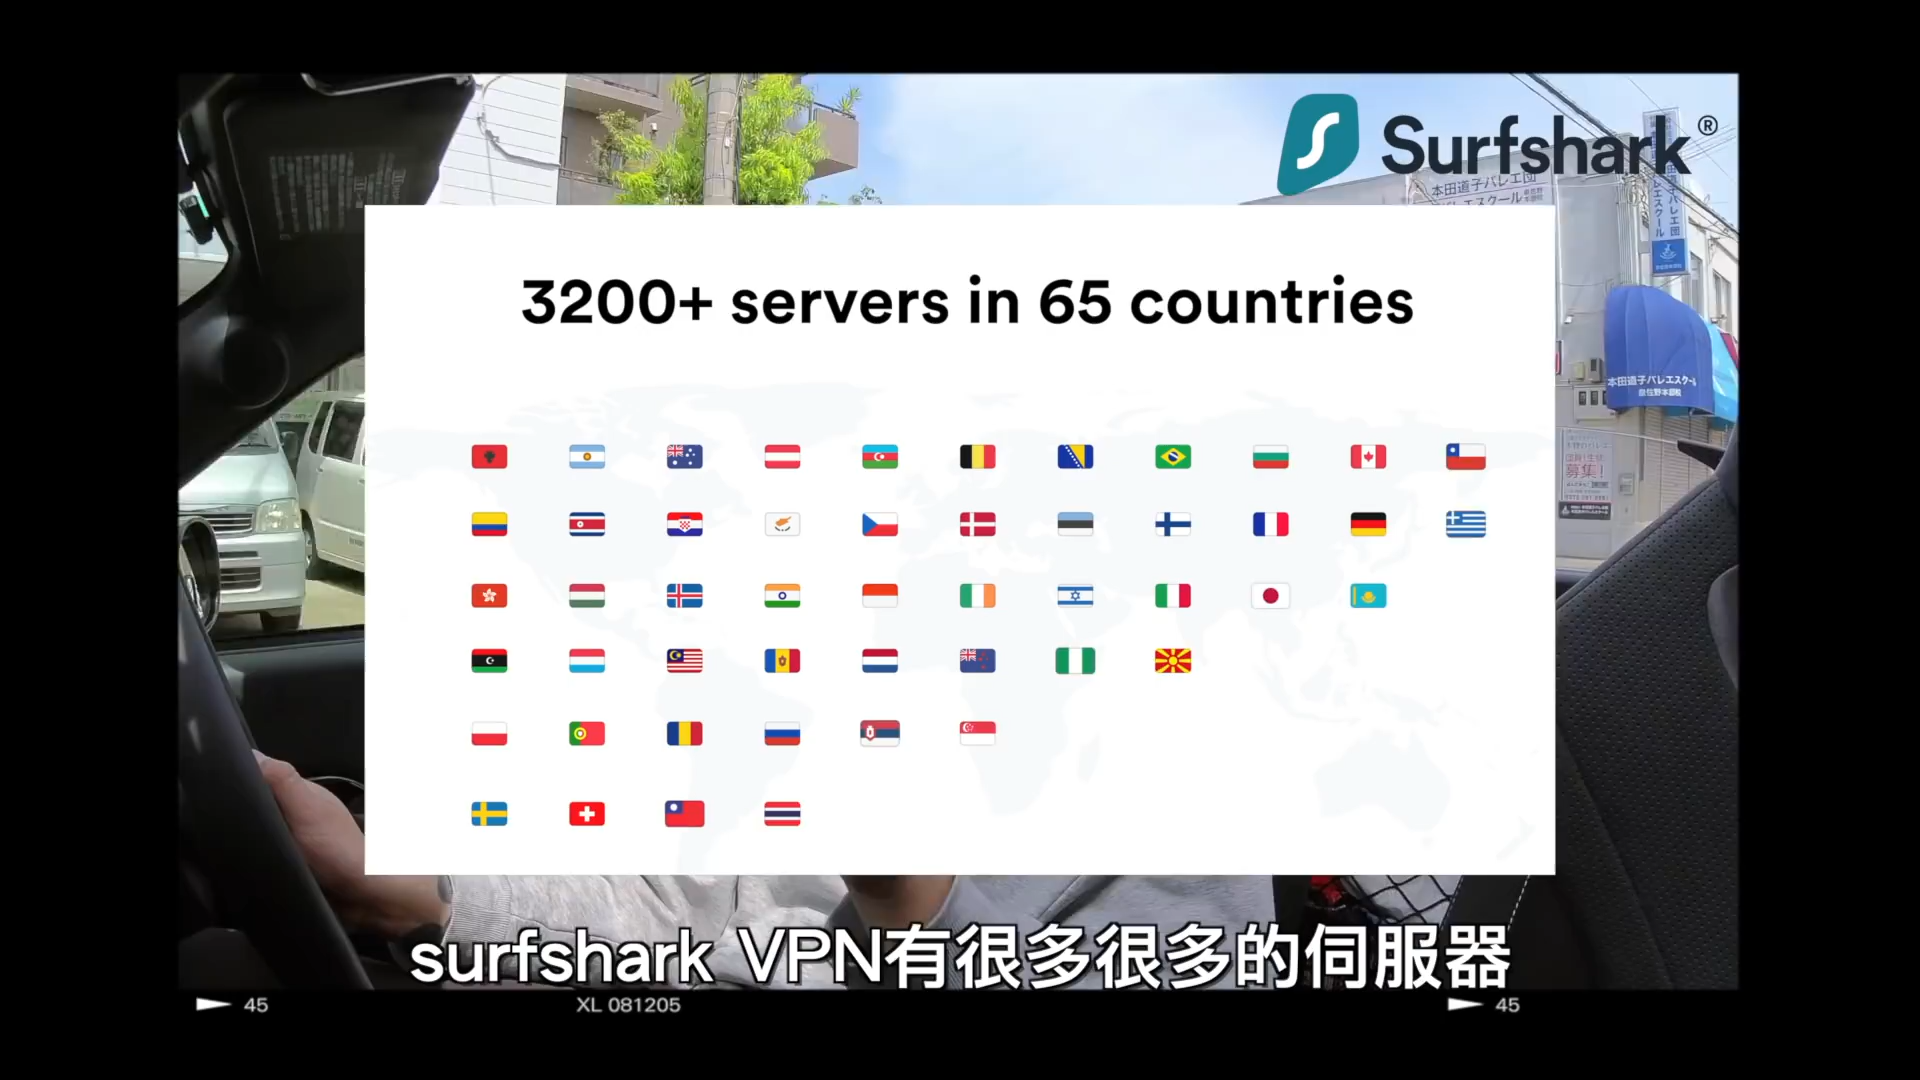 Surfshark®
本田道子バレエ団
3200+ servers in 65 countries
本田道子バレエスクール
募集!
surfshark VPN有很多很多的伺服器
45
XL 081205
45